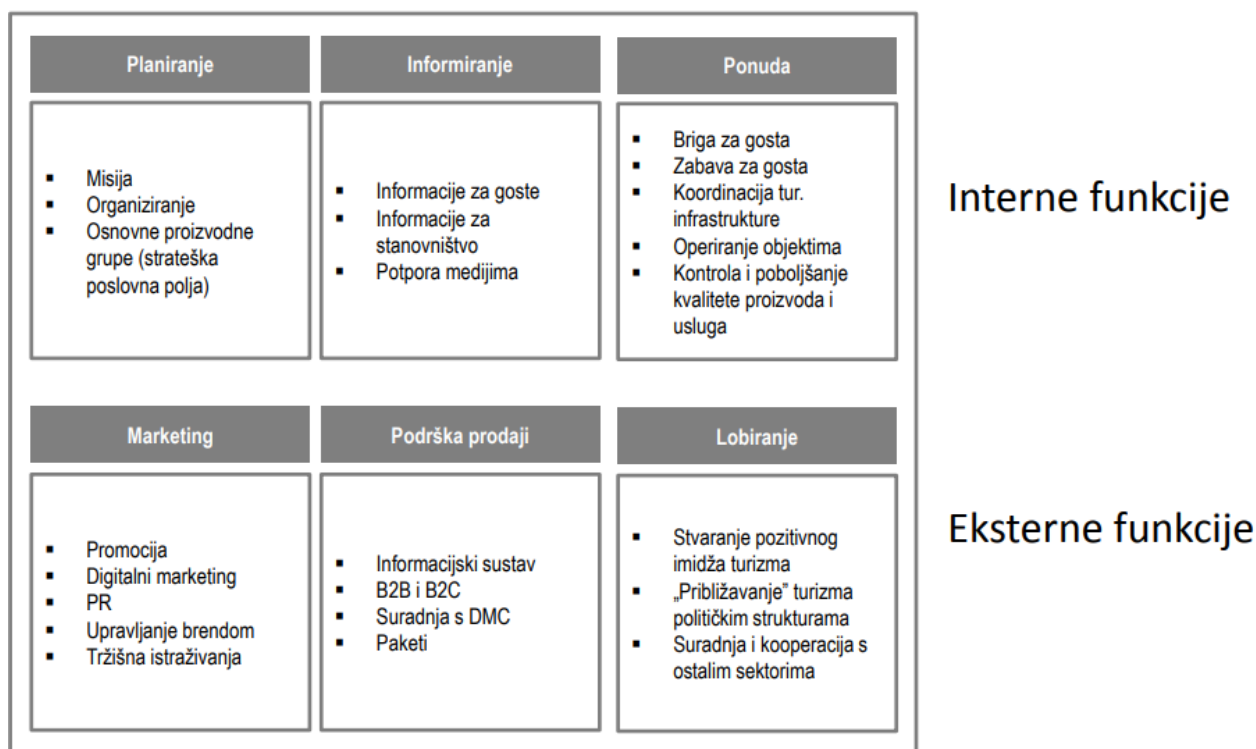 Planiranje
▪ Misija
▪ Organiziranje
▪ Osnovne proizvodne
grupe (strateška
poslovna polja)
Informiranje
▪ Informacije za goste
▪ Informacije za
stanovništvo
▪ Potpora medijima
Ponuda
▪ Briga za gosta
▪ Zabava za gosta
▪ Koordinacija tur.
infrastrukture
▪ Operiranje objektima
▪ Kontrola i poboljšanje
kvalitete proizvoda i
usluga
Interne funkcije
Marketing
▪ Promocija
▪ Digitalni marketing
▪ PR
▪ Upravljanje brendom
▪ Tržišna istraživanja
Podrška prodaji
▪ Informacijski sustav
▪ B2B i B2C
▪ Suradnja s DMC
▪ Paketi
Lobiranje
▪ Stvaranje pozitivnog
imidža turizma
▪ „Približavanje” turizma
političkim strukturama
▪ Suradnja i kooperacija s
ostalim sektorima
Eksterne funkcije